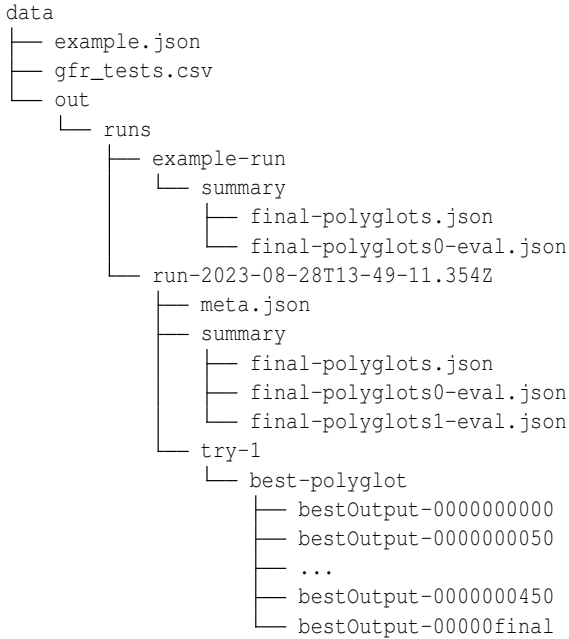 data
├── example.json
├── gfr_tests.csv
└── out
    └── runs
        ├── example-run
        │   └── summary
        │       ├── final-polyglots.json
        │       └── final-polyglots0-eval.json
        └── run-2023-08-28T13-49-11.354Z
            ├── meta.json
            ├── summary
            │   ├── final-polyglots.json
            │   ├── final-polyglots0-eval.json
            │   └── final-polyglots1-eval.json
            └── try-1
                └── best-polyglot
                    ├── bestOutput-0000000000
                    ├── bestOutput-0000000050
                    ├── ...
                    ├── bestOutput-0000000450
                    └── bestOutput-00000final